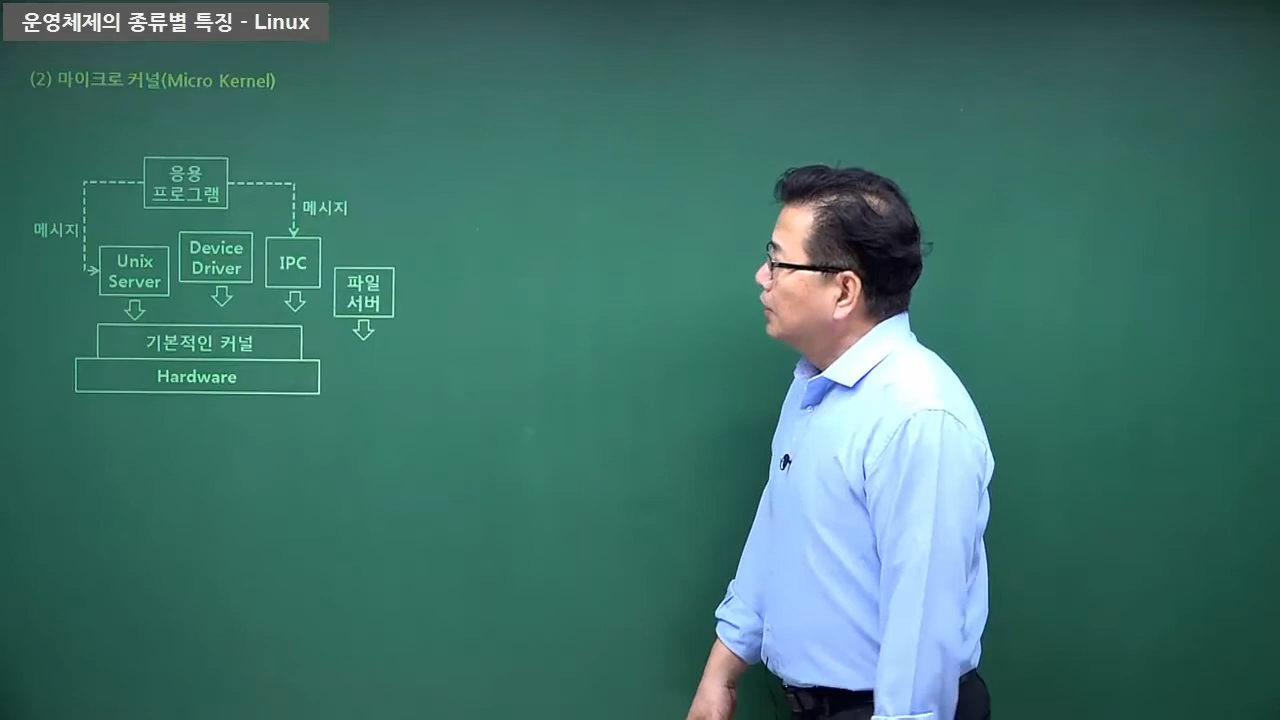 운영체제의 종류별 특징 - Linux
(2) 마이크로 커널(Micro Kernel)
응용
프로그램
메시지
메시지
Unix
Server
Device
Driver
IPC
파일
서버
기본적인 커널
Hardware